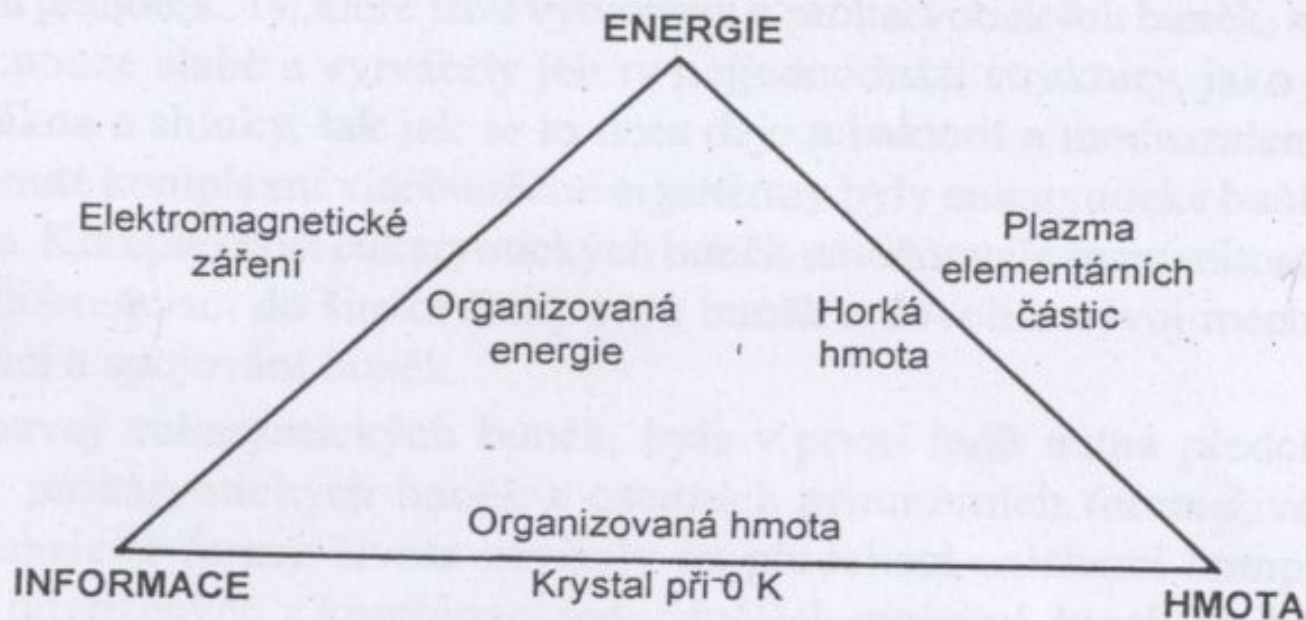 ENERGIE
Elektromagnetické
záření
Plazma
elementárních
částic
Organizovaná
energie
Horká
hmota
Organizovaná hmota
INFORMACE
Krystal při 0 K
HMOTA